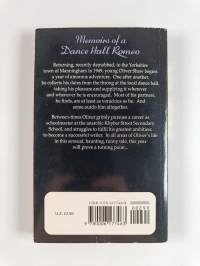 Memoirs of a
Dance Hall Romeo
Returning, recently demobbed, to the Yorkshire
town of Manningham in 1949, young Oliver Shaw begins
a year of strenuous adventure. One after another,
he collects his dates from the throng at the local dance hall,
taking his pleasure and supplying it whenever
and wherever he is encouraged. Most of his partners,
he finds, are at least as voracious as he. And
some outdo him altogether.
Between-times Oliver grimly pursues a career as
schoolmaster at the anarchic Khyber Street Secondary
School, and struggles to fulfil his greatest ambition:
to become a successful writer. In all areas of Oliver's life
in this sensual, haunting, funny tale, this year
will prove a turning point...
U.K. £2.99